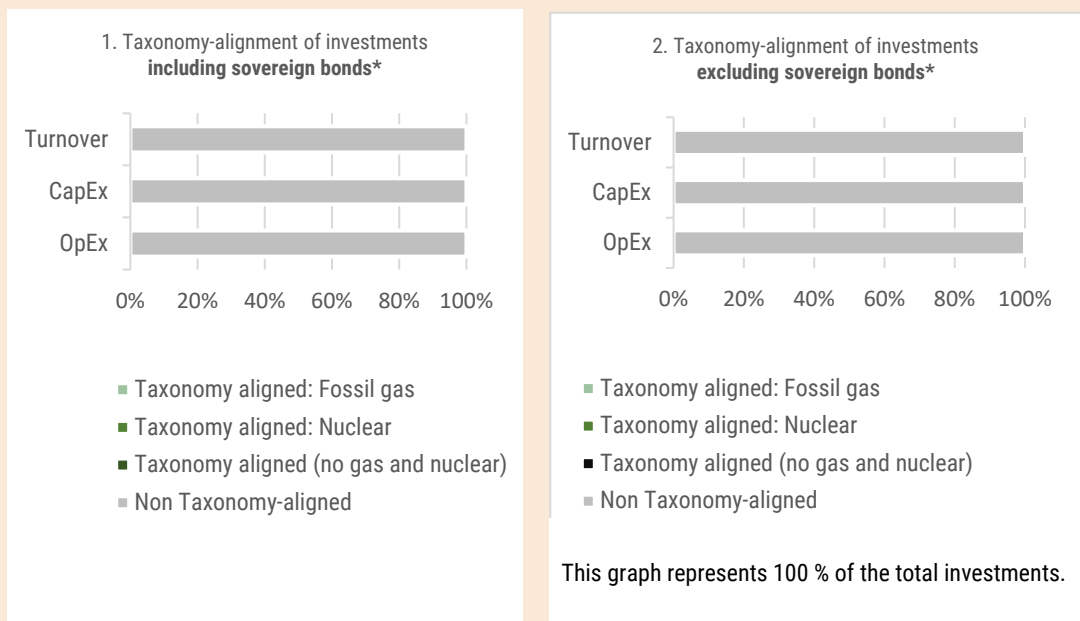 1. Taxonomy-alignment of investments
including sovereign bonds*
Turnover
CapEx
OpEx
0% 20% 40% 60% 80% 100%
Taxonomy aligned: Fossil gas
Taxonomy aligned: Nuclear
Taxonomy aligned (no gas and nuclear)
Non Taxonomy-aligned
2. Taxonomy-alignment of investments
excluding sovereign bonds*
Turnover
CapEx
OpEx
0% 20% 40% 60% 80% 100%
Taxonomy aligned: Fossil gas
Taxonomy aligned: Nuclear
Taxonomy aligned (no gas and nuclear)
Non Taxonomy-aligned
This graph represents 100 % of the total investments.